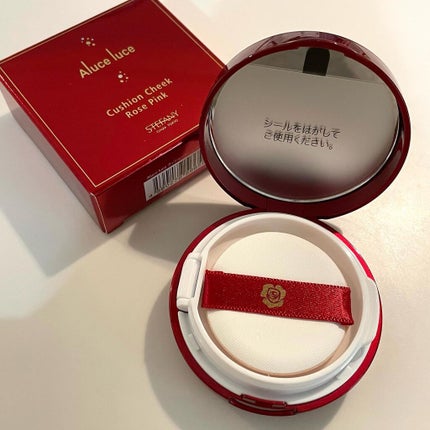 Aluce luce
Cushion Cheek
Rose Pink
STEFANY
シールをはがして
ご使用ください。